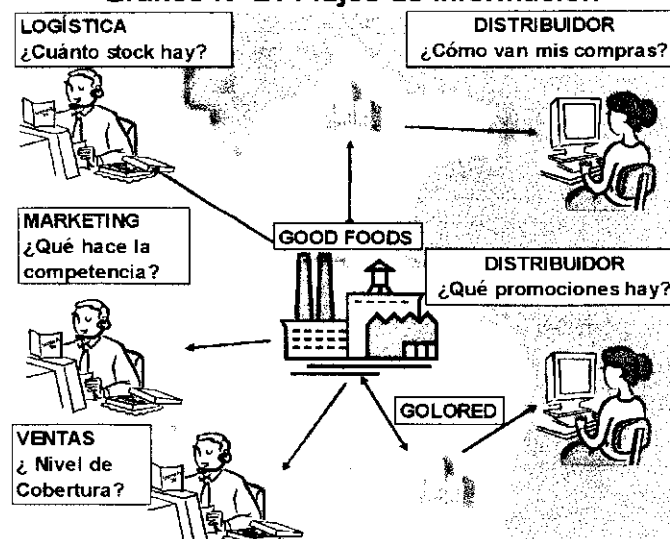 LOGÍSTICA
¿Cuánto stock hay?
DISTRIBUIDOR
¿Cómo van mis compras?
MARKETING
¿Qué hace la
competencia?
GOOD FOODS
DISTRIBUIDOR
¿Qué promociones hay?
GOLORED
VENTAS
¿ Nivel de
Cobertura?